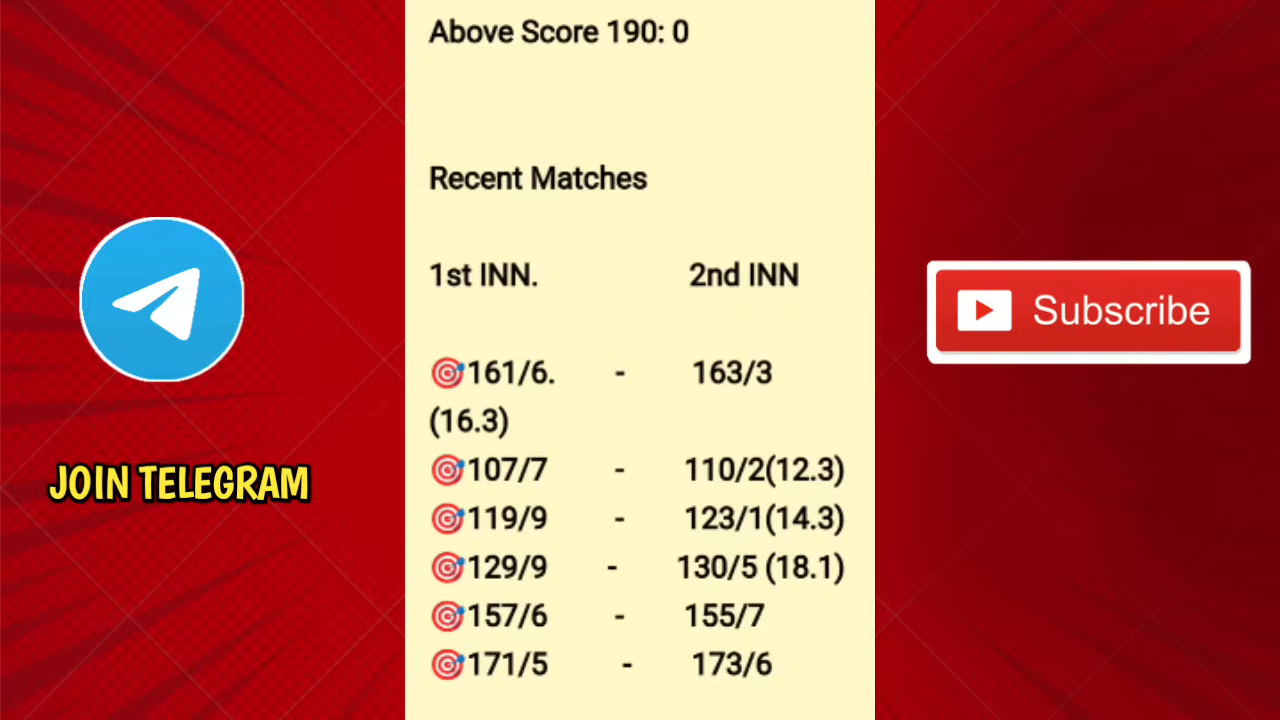 Above Score 190: 0
Recent Matches
1st INN. 2nd INN
🎯161/6. - 163/3
(16.3)
🎯107/7 - 110/2(12.3)
🎯119/9 - 123/1(14.3)
🎯129/9 - 130/5 (18.1)
🎯157/6 - 155/7
🎯171/5 - 173/6
JOIN TELEGRAM
Subscribe